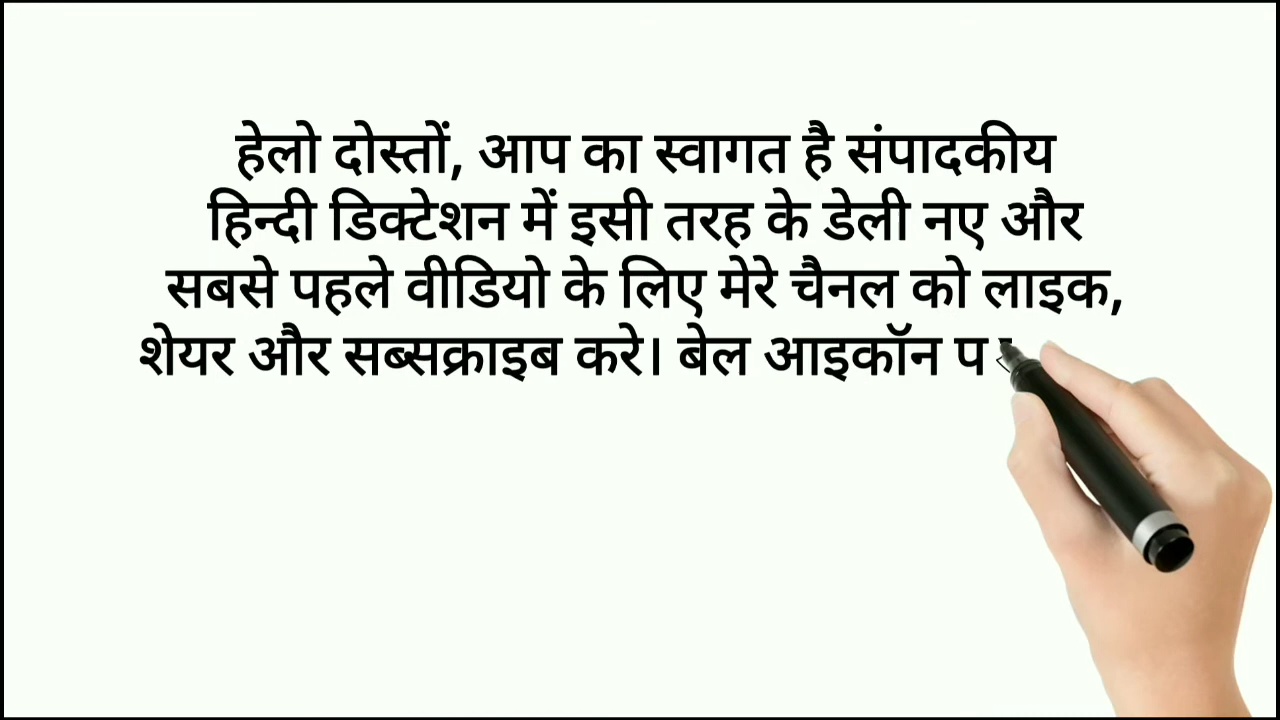 हेलो दोस्तों, आप का स्वागत है संपादकीय
हिन्दी डिक्टेशन में इसी तरह के डेली नए और
सबसे पहले वीडियो के लिए मेरे चैनल को लाइक,
शेयर और सब्सक्राइब करे। बेल आइकॉन